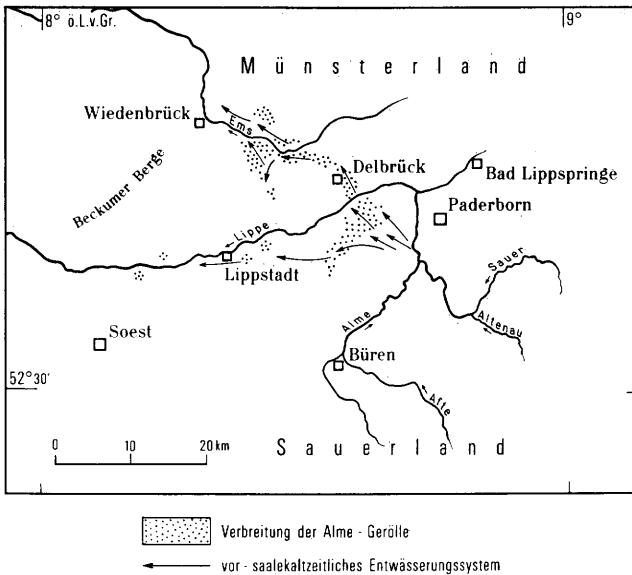 8° ö.L.v.Gr.
9°
Münsterland
Wiedenbrück
Ems
Delbrück
Bad Lippspringe
Beckumer Berge
Paderborn
Lippe
Lippstadt
Sauer
Soest
Alme
Altenau
Büren
52°30'
Afte
0 10 20 km
Sauerland
Verbreitung der Alme - Gerölle
vor - saalekaltzeitliches Entwässerungssystem